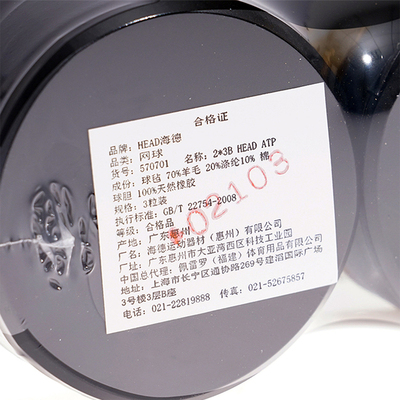 合格证
品牌: HEAD海德
品类: 网球
货号: 570701 名称: 2*3B HEAD ATP
成份: 球毡 70%羊毛 20%涤纶10% 棉
球胆 100%天然橡胶
规格: 3粒装
执行标准: GB/T 22754-2008
等级: 合格品
产地: 广东惠州
厂名: 海德运动器材(惠州)有限公司
厂址: 广东惠州市大亚湾西区科技工业园
中国总代理: 佩雷罗(福建)体育用品有限公司
地址: 上海市长宁区通协路269号建滔国际广场
3号楼3层B座
电话: 021-22819888 传真: 021-52675857
02103